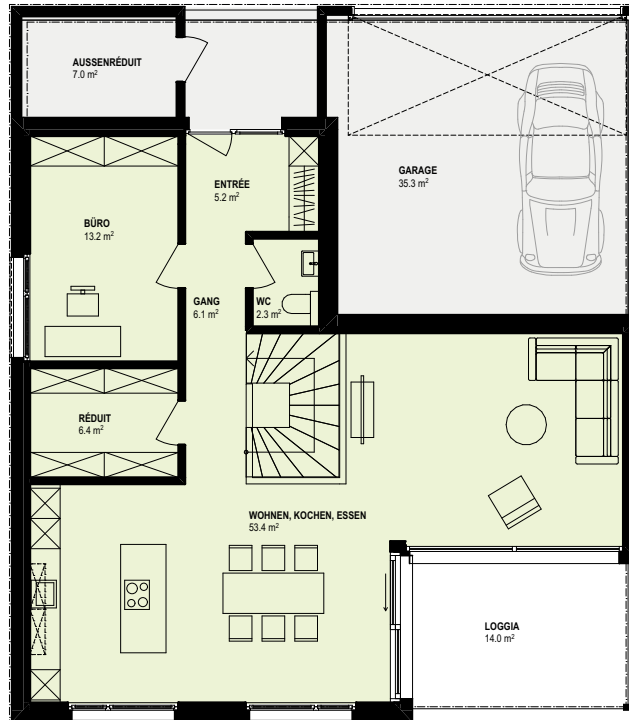 AUSSENRÉDUIT
7.0 m²
GARAGE
35.3 m²
ENTRÉE
5.2 m²
BÜRO
13.2 m²
GANG
6.1 m²
WC
2.3 m²
RÉDUIT
6.4 m²
WOHNEN, KOCHEN, ESSEN
53.4 m²
LOGGIA
14.0 m²